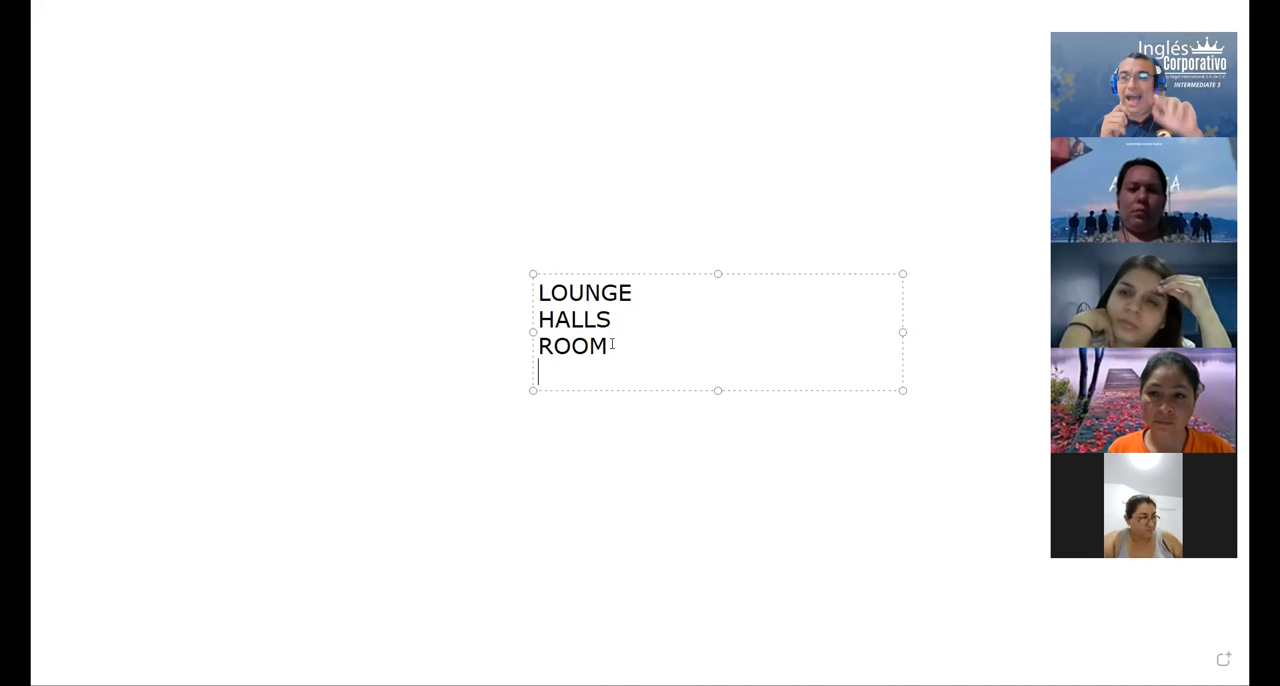 LOUNGE
HALLS
ROOM
Inglés
Corporativo
INTERMEDIATE 3